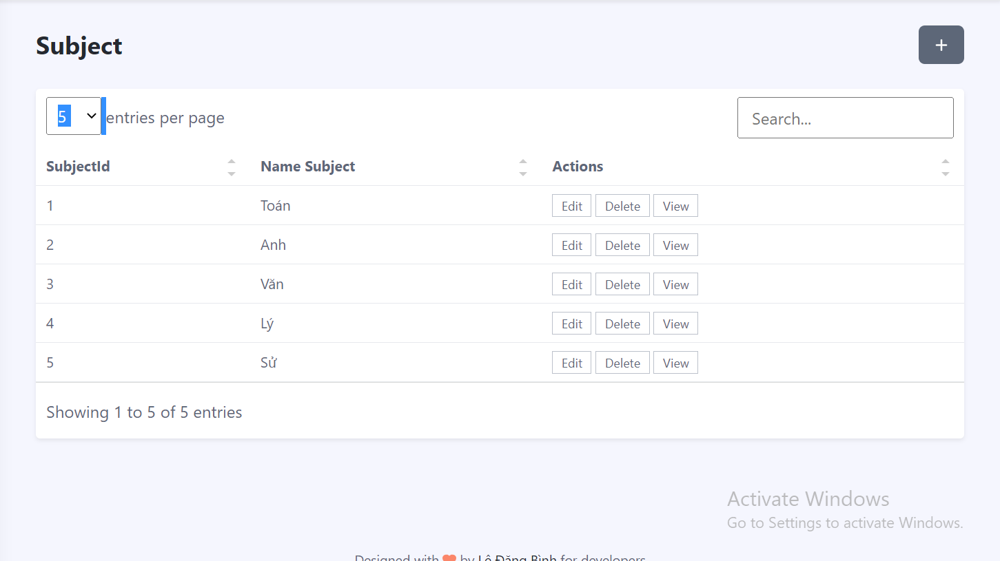 Subject
+
5 entries per page
Search...
SubjectId Name Subject Actions
1 Toán Edit Delete View
2 Anh Edit Delete View
3 Văn Edit Delete View
4 Lý Edit Delete View
5 Sử Edit Delete View
Showing 1 to 5 of 5 entries
Activate Windows
Go to Settings to activate Windows.
Designed with by Lê Đăng Bình for developers